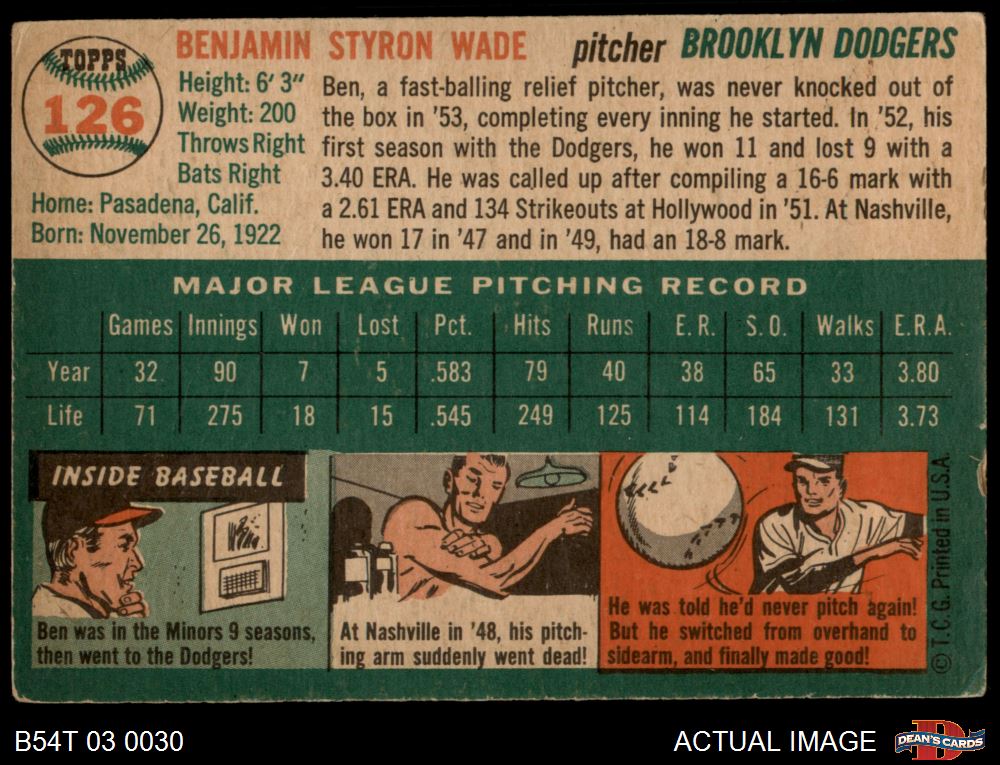 TOPPS
126
BENJAMIN STYRON WADE pitcher BROOKLYN DODGERS
Height: 6' 3"
Weight: 200
Throws Right
Bats Right
Home: Pasadena, Calif.
Born: November 26, 1922
Ben, a fast-balling relief pitcher, was never knocked out of
the box in '53, completing every inning he started. In '52, his
first season with the Dodgers, he won 11 and lost 9 with a
3.40 ERA. He was called up after compiling a 16-6 mark with
a 2.61 ERA and 134 Strikeouts at Hollywood in '51. At Nashville,
he won 17 in '47 and in '49, had an 18-8 mark.
MAJOR LEAGUE PITCHING RECORD
Games Innings Won Lost Pct. Hits Runs E.R. S.O. Walks E.R.A.
Year 32 90 7 5 .583 79 40 38 65 33 3.80
Life 71 275 18 15 .545 249 125 114 184 131 3.73
INSIDE BASEBALL
Ben was in the Minors 9 seasons,
then went to the Dodgers!
At Nashville in '48, his pitch-
ing arm suddenly went dead!
He was told he'd never pitch again!
But he switched from overhand to
sidearm, and finally made good!
© T.C.G. Printed in U.S.A.
B54T 03 0030
ACTUAL IMAGE
DEAN'S CARDS